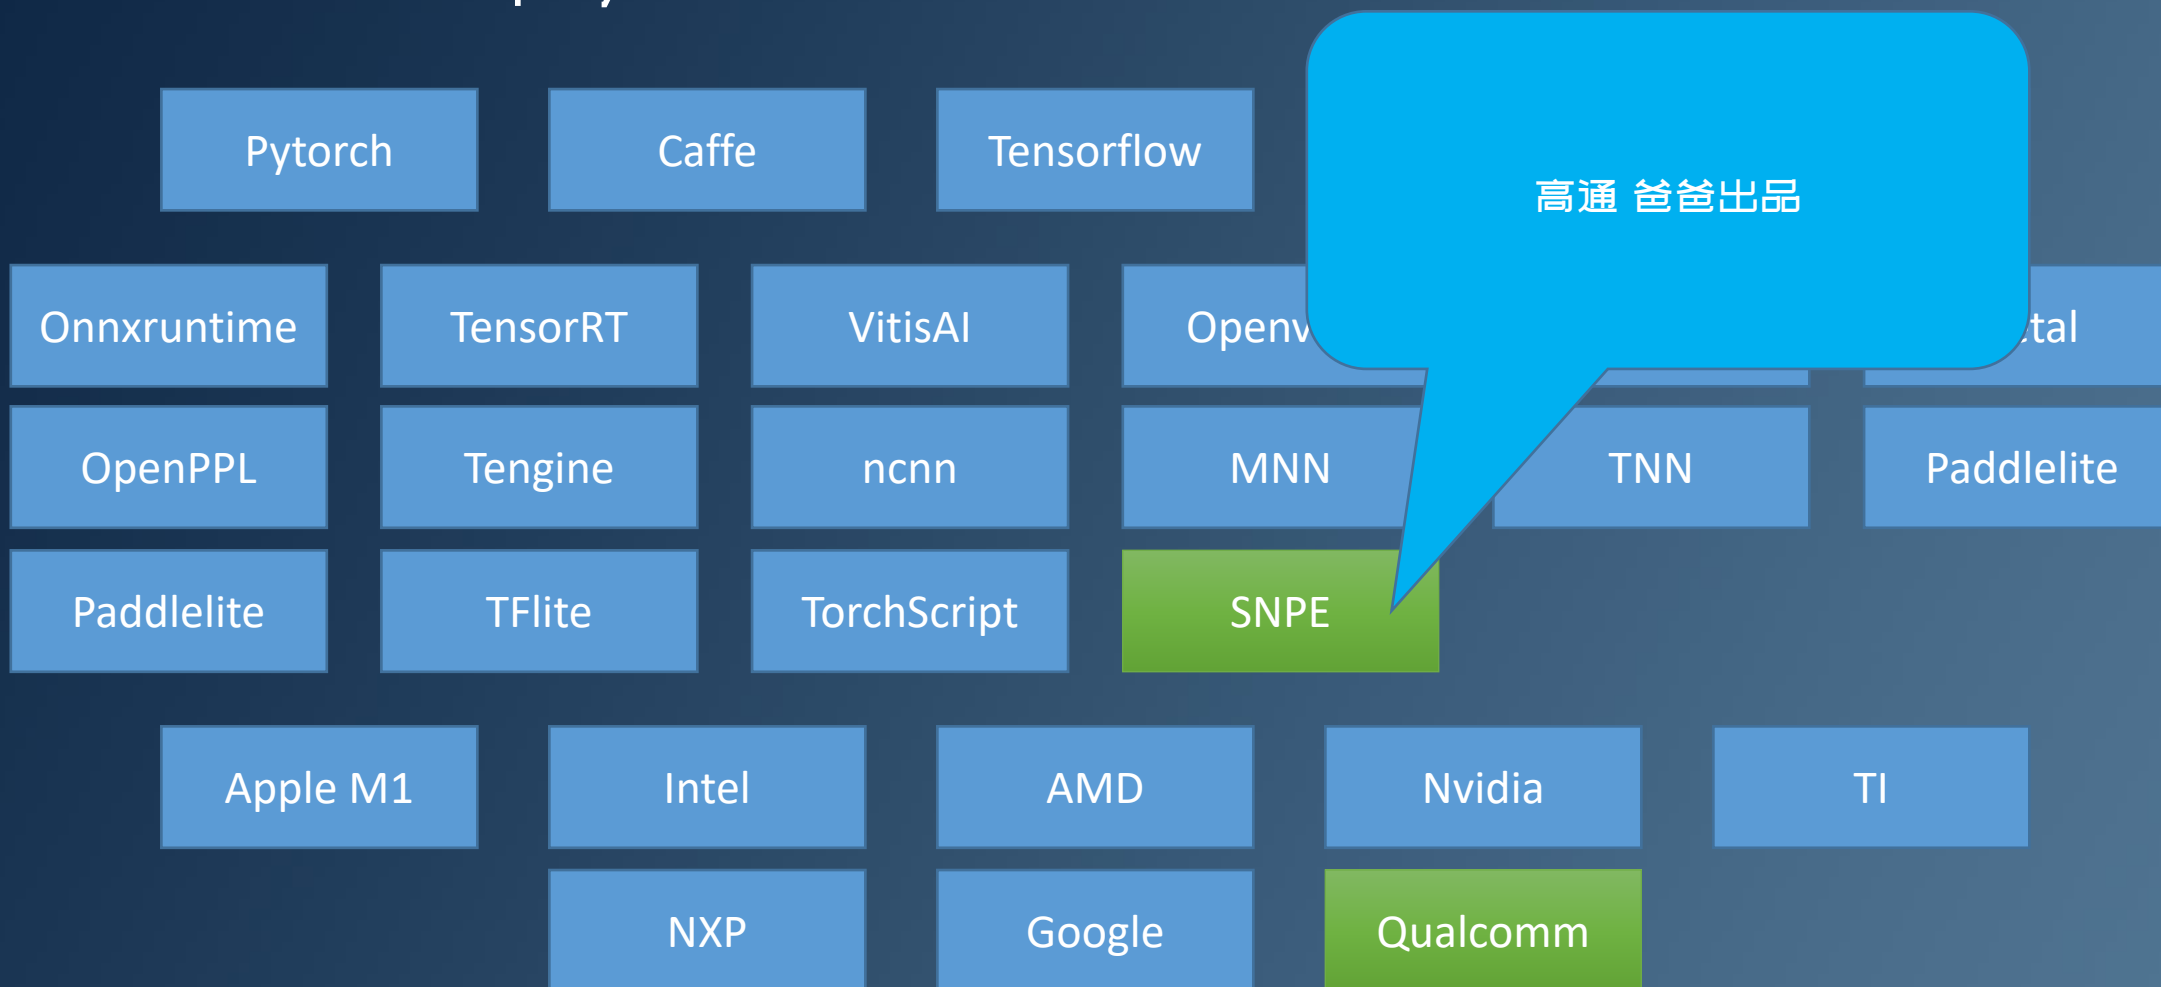 Pytorch
Caffe
Tensorflow
高通 爸爸出品
Onnxruntime
TensorRT
VitisAI
OpenPPL
Tengine
ncnn
MNN
TNN
Paddlelite
Paddlelite
TFlite
TorchScript
SNPE
Apple M1
Intel
AMD
Nvidia
TI
NXP
Google
Qualcomm